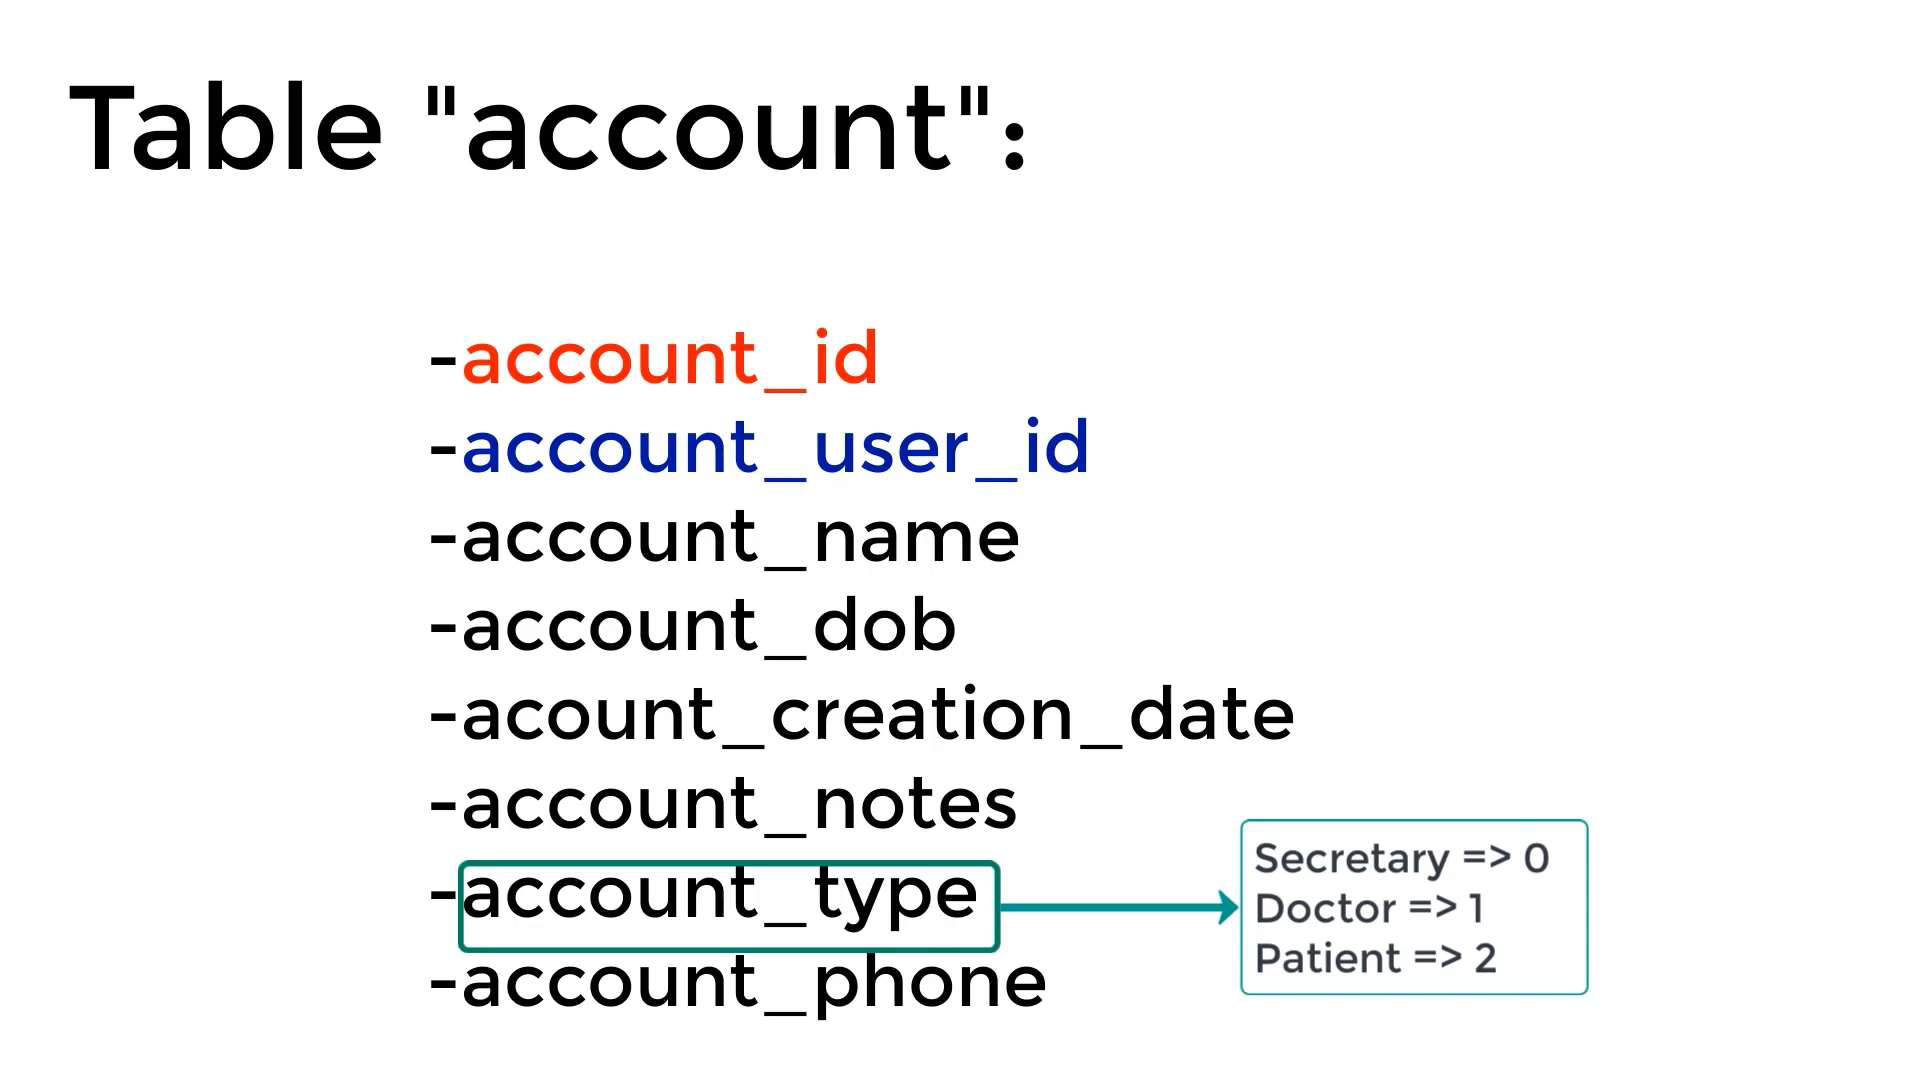 Table "account":
-account_id
-account_user_id
-account_name
-account_dob
-acount_creation_date
-account_notes
-account_type
-account_phone
Secretary => 0
Doctor => 1
Patient => 2